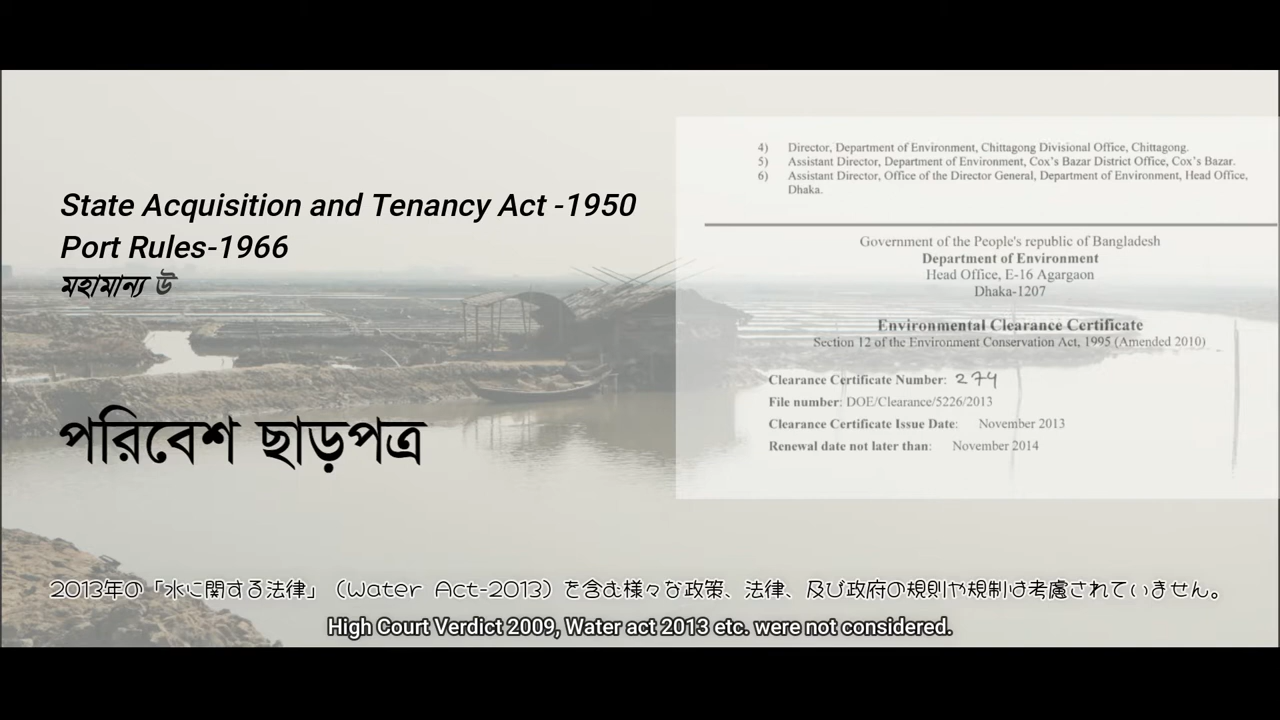 State Acquisition and Tenancy Act -1950
Port Rules-1966
মহামান্য উ
পরিবেশ ছাড়পত্র
4) Director, Department of Environment, Chittagong Divisional Office, Chittagong.
5) Assistant Director, Department of Environment, Cox's Bazar District Office, Cox's Bazar.
6) Assistant Director, Office of the Director General, Department of Environment, Head Office,
Dhaka.
Government of the People's republic of Bangladesh
Department of Environment
Head Office, E-16 Agargaon
Dhaka-1207
Environmental Clearance Certificate
Section 12 of the Environment Conservation Act, 1995 (Amended 2010)
Clearance Certificate Number: 274
File number: DOE/Clearance/5226/2013
Clearance Certificate Issue Date: November 2013
Renewal date not later than: November 2014
2013年の「水に関する法律」（Water Act-2013）を含む様々な政策、法律、及び政府の規則や規制は考慮されていません。
High Court Verdict 2009, Water act 2013 etc. were not considered.